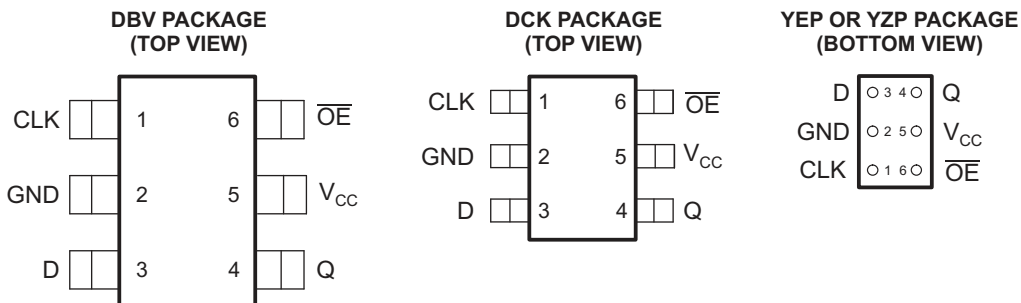 DBV PACKAGE
(TOP VIEW)
CLK 1 6 OE
GND 2 5 VCC
D 3 4 Q
DCK PACKAGE
(TOP VIEW)
CLK 1 6 OE
GND 2 5 VCC
D 3 4 Q
YEP OR YZP PACKAGE
(BOTTOM VIEW)
D 3 4 Q
GND 2 5 VCC
CLK 1 6 OE